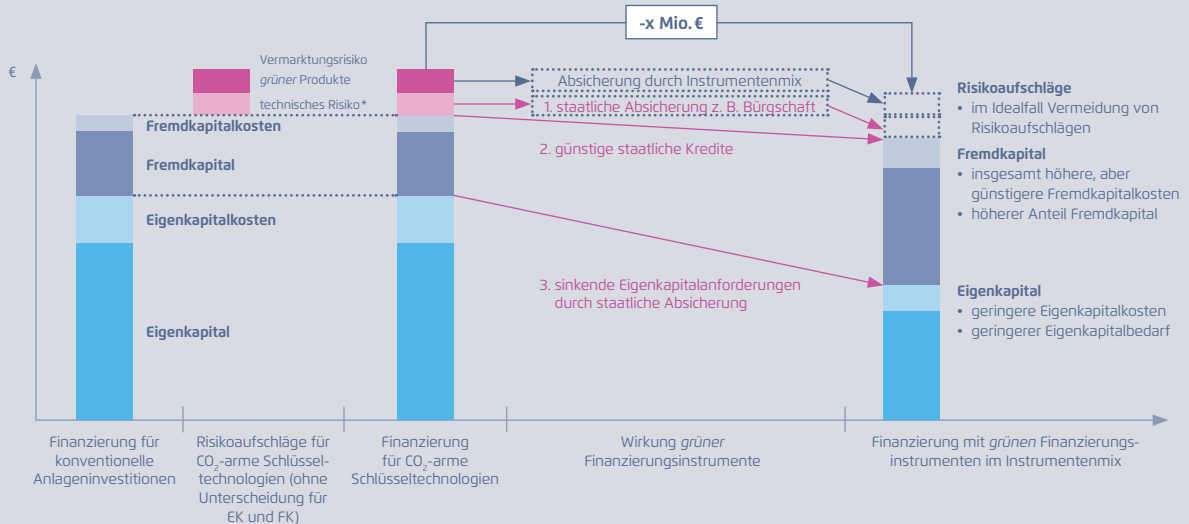 -x Mio. €
€
Vermarktungsrisiko
grüner Produkte
technisches Risiko*
Absicherung durch Instrumentenmix
1. staatliche Absicherung z. B. Bürgschaft
2. günstige staatliche Kredite
3. sinkende Eigenkapitalanforderungen
durch staatliche Absicherung
Fremdkapitalkosten
Fremdkapital
Eigenkapitalkosten
Eigenkapital
Risikoaufschläge
• im Idealfall Vermeidung von
Risikoaufschlägen
Fremdkapital
• insgesamt höhere, aber
günstigere Fremdkapitalkosten
• höherer Anteil Fremdkapital
Eigenkapital
• geringere Eigenkapitalkosten
• geringerer Eigenkapitalbedarf
Finanzierung für
konventionelle
Anlageninvestitionen
Risikoaufschläge für
CO₂-arme Schlüssel-
technologien (ohne
Unterscheidung für
EK und FK)
Finanzierung
für CO₂-arme
Schlüsseltechnologien
Wirkung grüner
Finanzierungsinstrumente
Finanzierung mit grünen Finanzierungs-
instrumenten im Instrumentenmix